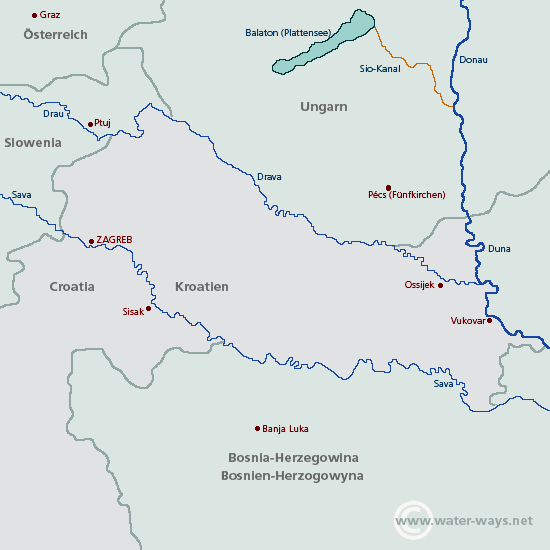 Graz
Österreich
Balaton (Plattensee)
Donau
Sio-Kanal
Ungarn
Drau
Ptuj
Slowenia
Drava
Sava
Pécs (Fünfkirchen)
ZAGREB
Duna
Croatia
Kroatien
Ossijek
Sisak
Vukovar
Sava
Banja Luka
Bosnia-Herzegowina
Bosnien-Herzogowyna
©
www.water-ways.net